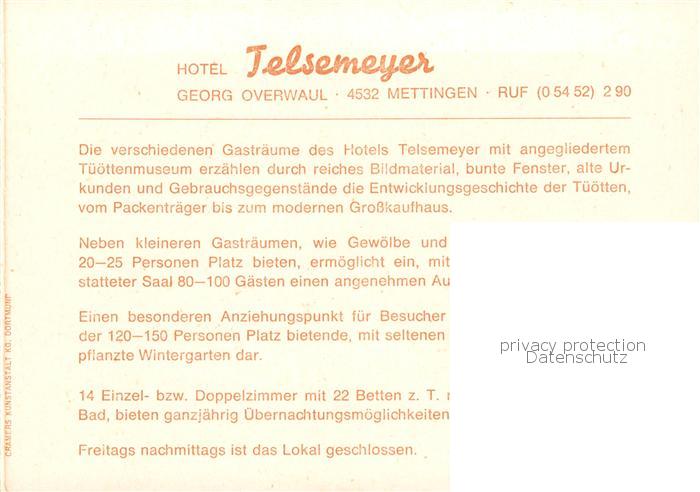 HOTEL Telsemeyer
GEORG OVERWAUL · 4532 METTINGEN · RUF (0 54 52) 2 90
Die verschiedenen Gasträume des Hotels Telsemeyer mit angegliedertem
Tüöttenmuseum erzählen durch reiches Bildmaterial, bunte Fenster, alte Ur-
kunden und Gebrauchsgegenstände die Entwicklungsgeschichte der Tüötten,
vom Packenträger bis zum modernen Großkaufhaus.
Neben kleineren Gasträumen, wie Gewölbe und
20—25 Personen Platz bieten, ermöglicht ein, mit
statteter Saal 80—100 Gästen einen angenehmen Au
Einen besonderen Anziehungspunkt für Besucher
der 120—150 Personen Platz bietende, mit seltenen
pflanzte Wintergarten dar.
14 Einzel- bzw. Doppelzimmer mit 22 Betten z. T.
Bad, bieten ganzjährig Übernachtungsmöglichkeiten
Freitags nachmittags ist das Lokal geschlossen.
CRAMERS KUNSTANSTALT KG. DORTMUND
privacy protection
Datenschutz